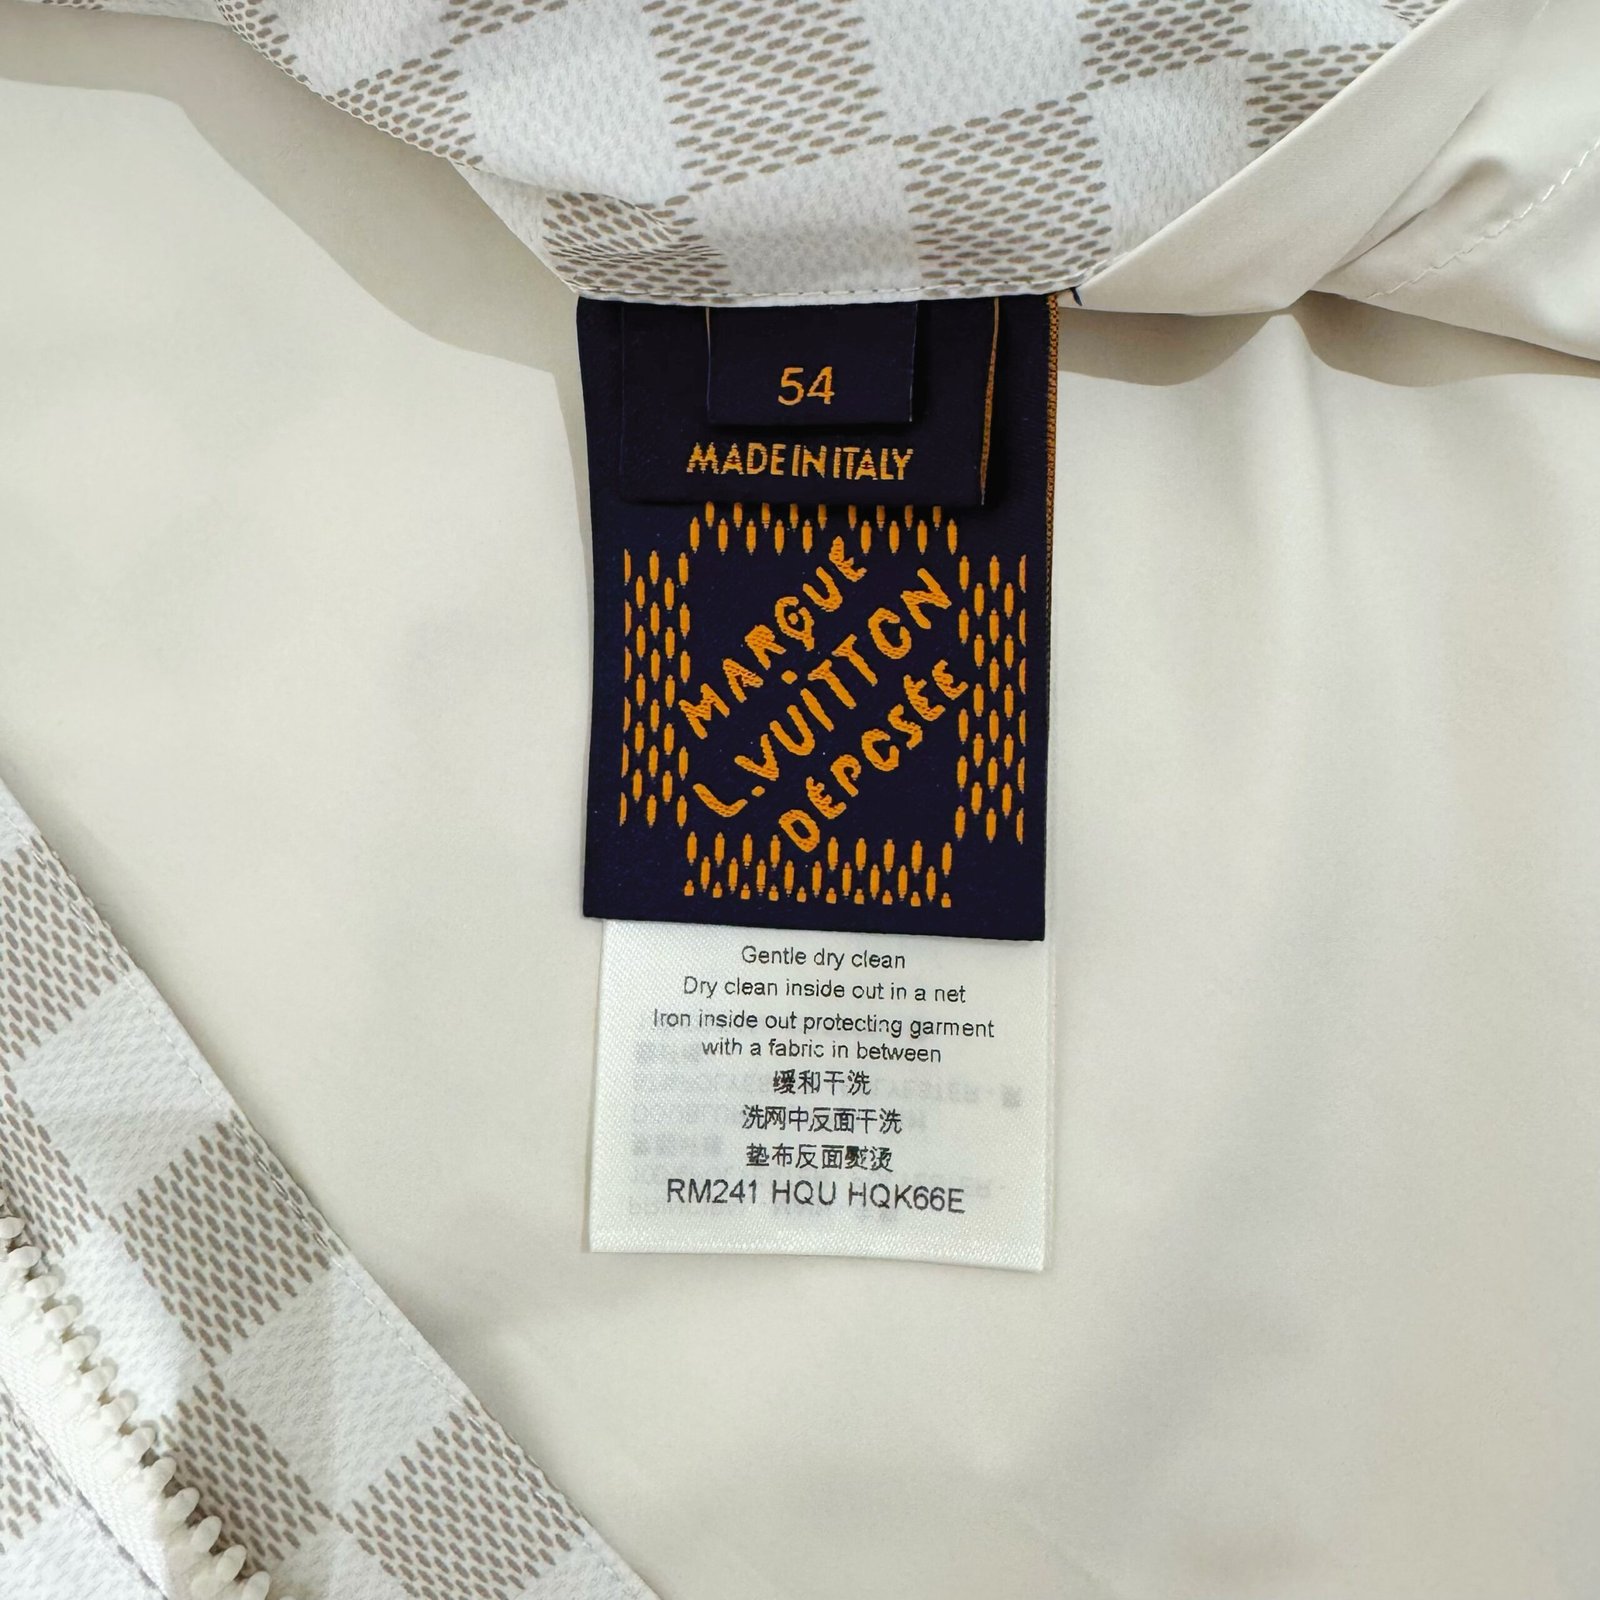 54
MADE IN ITALY
MARQUE
L.VUITTON
DÉPOSÉE
Gentle dry clean
Dry clean inside out in a net
Iron inside out protecting garment
with a fabric in between
缓和干洗
洗网中反面干洗
垫布反面熨烫
RM241 HQU HQK66E